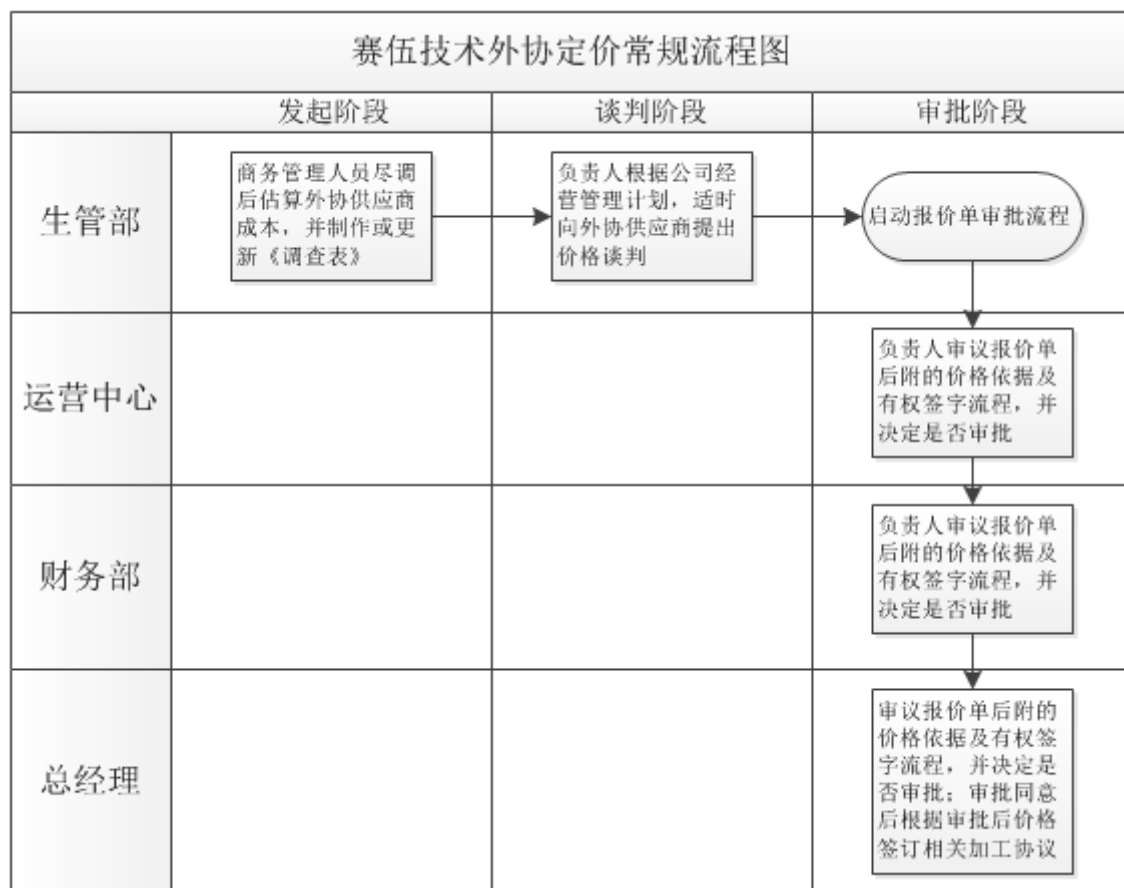 赛伍技术外协定价常规流程图
发起阶段
谈判阶段
审批阶段
生管部
商务管理人员尽调
后估算外协供应商
成本，并制作或更
新《调查表》
负责人根据公司经
营管理计划，适时
向外协供应商提出
价格谈判
启动报价单审批流程
运营中心
负责人审议报价单
后附的价格依据及
有权签字流程，并
决定是否审批
财务部
负责人审议报价单
后附的价格依据及
有权签字流程，并
决定是否审批
总经理
审议报价单后附的
价格依据及有权签
字流程，并决定是
否审批；审批同意
后根据审批后价格
签订相关加工协议